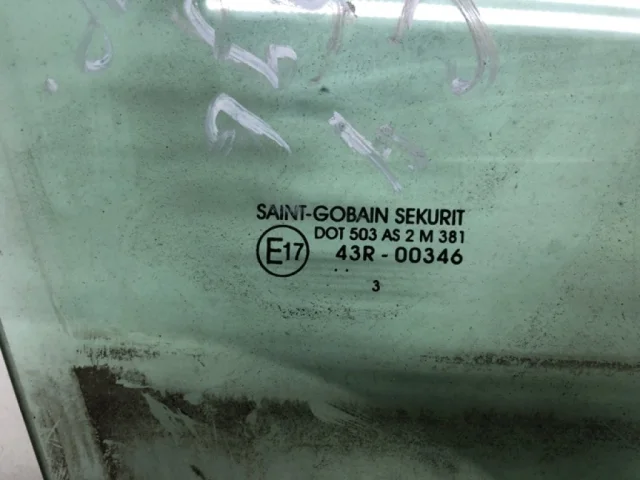 SAINT-GOBAIN SEKURIT
DOT 503 AS 2 M 381
E17 43R - 00346
..
3